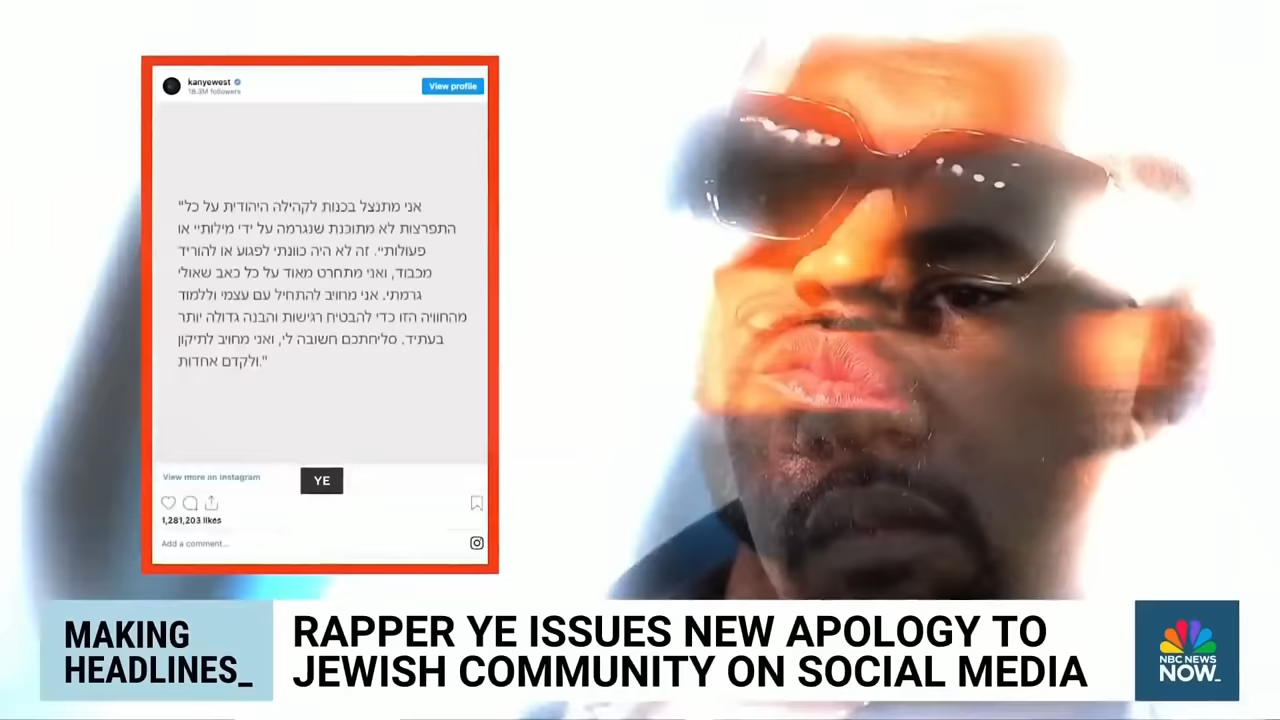 kanyewest
18.3M followers
View profile
"אני מתנצל בכנות לקהילה היהודית על כל
התפרצות לא מתוכננת שנגרמה על ידי מילותיי או
פעולותיי. זה לא היה כוונתי לפגוע או להוריד
מכבוד, ואני מתחרט מאוד על כל כאב שאולי
גרמתי. אני מחויב להתחיל עם עצמי וללמוד
מהחוויה הזו כדי להבטיח רגישות והבנה גדולה יותר
בעתיד. סליחתכם חשובה לי, ואני מחויב לתיקון
ולקדם אחדות."
View more on Instagram
YE
1,281,203 likes
Add a comment...
MAKING
HEADLINES_
RAPPER YE ISSUES NEW APOLOGY TO
JEWISH COMMUNITY ON SOCIAL MEDIA
NBC NEWS
NOW_